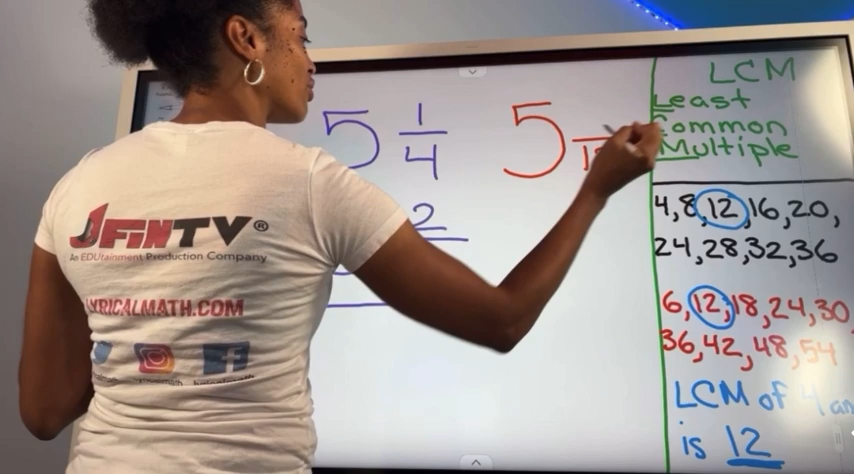 JFINTV®
An EDUtainment Production Company
LYRICALMATH.COM
5 1/4
2
5
LCM
Least
Common
Multiple
4,8,12,16,20,
24,28,32,36
6,12,18,24,30
36,42,48,54
LCM of 4 an
is 12